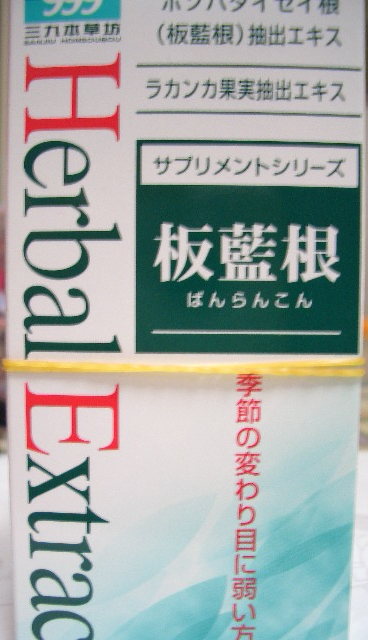 999
三九本草坊
SANKYU HONSOUBOU
ホソバタイセイ根
(板藍根)抽出エキス
ラカンカ果実抽出エキス
サプリメントシリーズ
板藍根
ばんらんこん
Herbal Extrac
季節の変わり目に弱い方